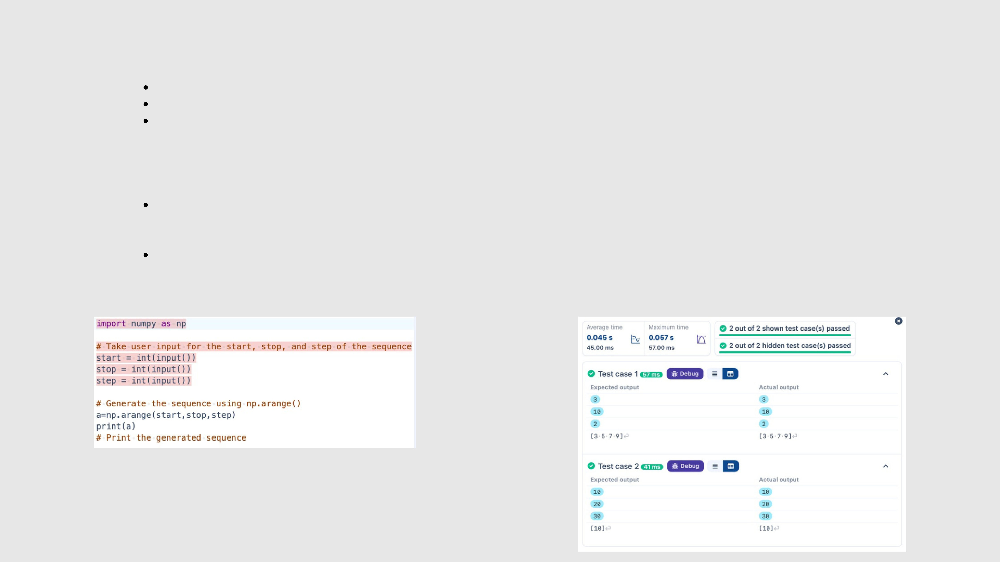 •
•
•
•
•
import numpy as np
# Take user input for the start, stop, and step of the sequence
start = int(input())
stop = int(input())
step = int(input())
# Generate the sequence using np.arange()
a=np.arange(start,stop,step)
print(a)
# Print the generated sequence
Average time
0.045 s
45.00 ms
Maximum time
0.057 s
57.00 ms
2 out of 2 shown test case(s) passed
2 out of 2 hidden test case(s) passed
Test case 1 57 ms Debug
Expected output Actual output
3 3
10 10
2 2
[3·5·7·9]↵ [3·5·7·9]↵
Test case 2 41 ms Debug
Expected output Actual output
10 10
20 20
30 30
[10]↵ [10]↵